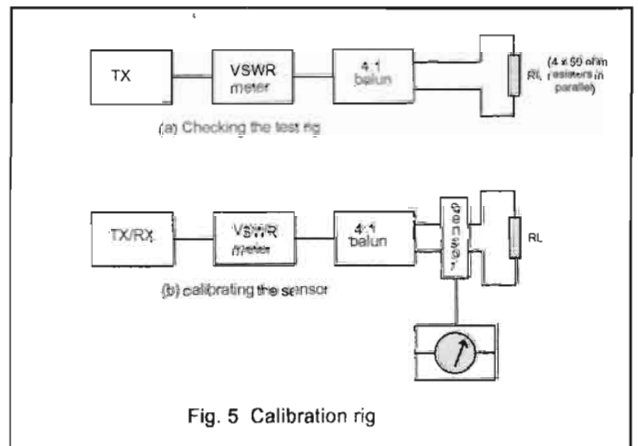 TX
VSWR
meter
4:1
balun
RL
(4 x
ohm
resistors in
parallel)
(a) Checking the test rig
TX/RX
VSWR
meter
4:1
balun
Sensor
RL
(b) calibrating the sensor
Fig. 5 Calibration rig